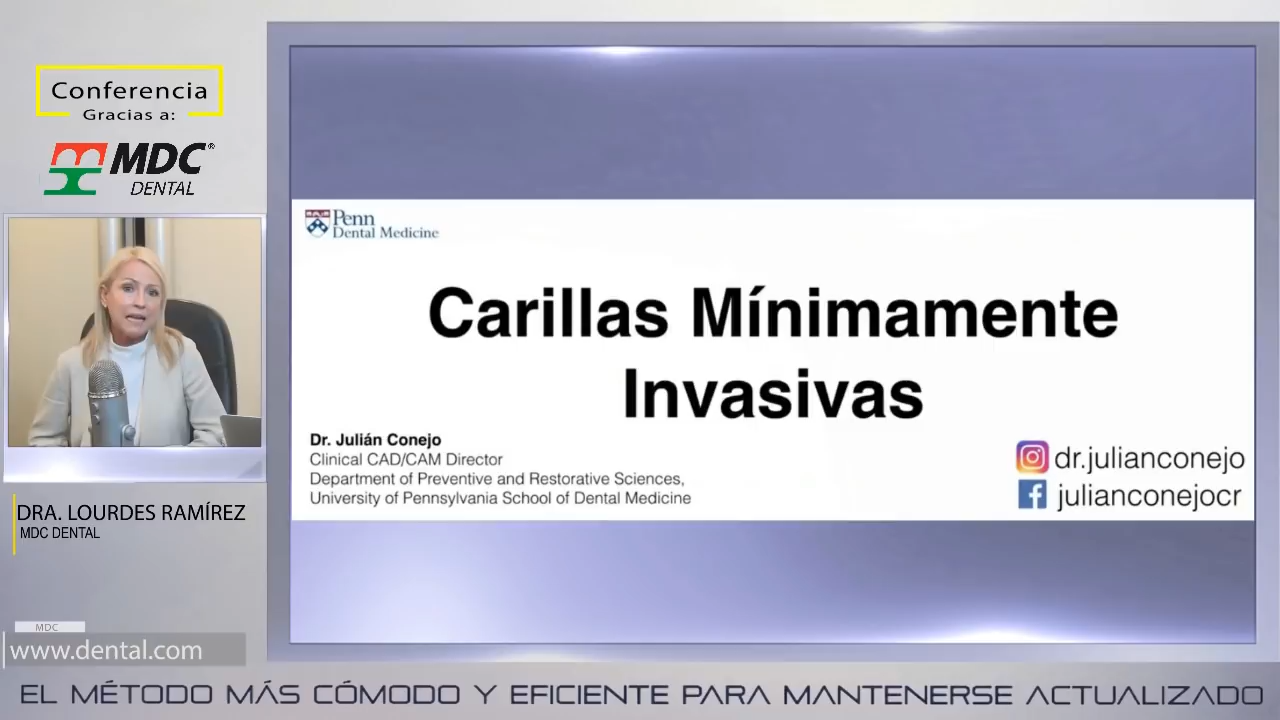 Conferencia
Gracias a:
MDC®
DENTAL
DRA. LOURDES RAMÍREZ
MDC DENTAL
MDC
www.dental.com
Penn
Dental Medicine
Carillas Mínimamente
Invasivas
Dr. Julián Conejo
Clinical CAD/CAM Director
Department of Preventive and Restorative Sciences,
University of Pennsylvania School of Dental Medicine
dr.julianconejo
julianconejocr
EL MÉTODO MÁS CÓMODO Y EFICIENTE PARA MANTENERSE ACTUALIZADO